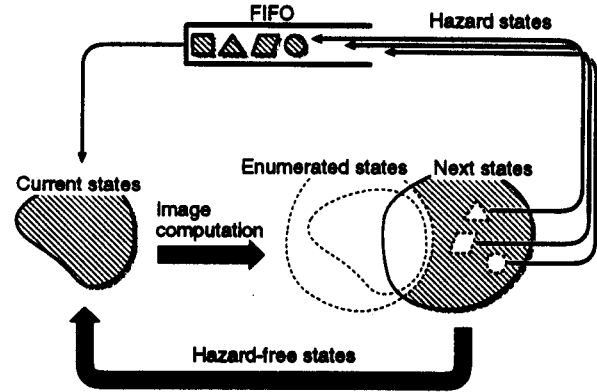 FIFO
Hazard states
Current states
Enumerated states
Next states
Image
computation
Hazard-free states